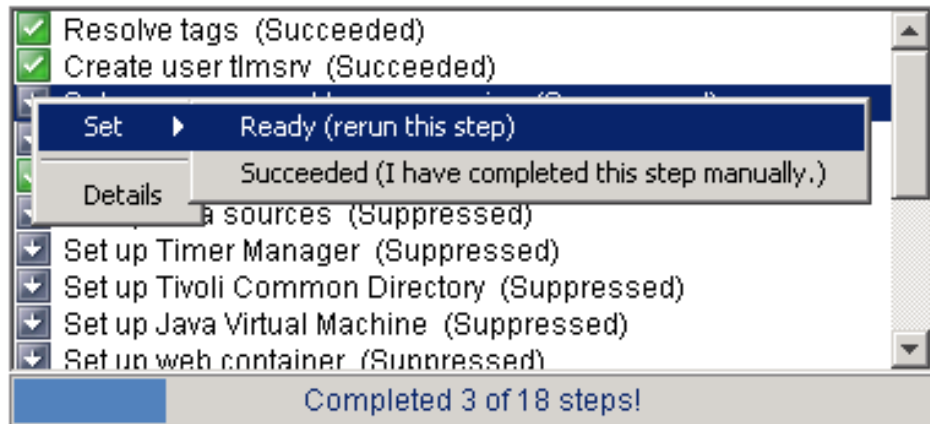 Resolve tags (Succeeded)
Create user tlmsrv (Succeeded)
Set Ready (rerun this step)
Succeeded (I have completed this step manually.)
Details
sources (Suppressed)
Set up Timer Manager (Suppressed)
Set up Tivoli Common Directory (Suppressed)
Set up Java Virtual Machine (Suppressed)
Set up web container (Suppressed)
Completed 3 of 18 steps!